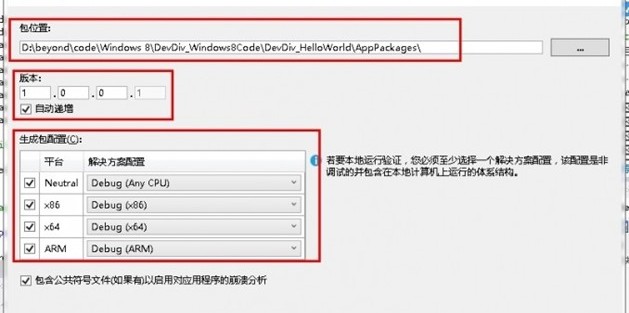 包位置:
D:\beyond\code\Windows 8\DevDiv_Windows8Code\DevDiv_HelloWorld\AppPackages\
...
版本:
1 . 0 . 0 . 1
自动递增
生成包配置(C):
平台 解决方案配置
Neutral Debug (Any CPU)
x86 Debug (x86)
x64 Debug (x64)
ARM Debug (ARM)
若要本地运行验证，您必须至少选择一个解决方案配置，该配置是非
调试的并包含在本地计算机上运行的体系结构。
包含公共符号文件(如果有)以启用对应用程序的崩溃分析